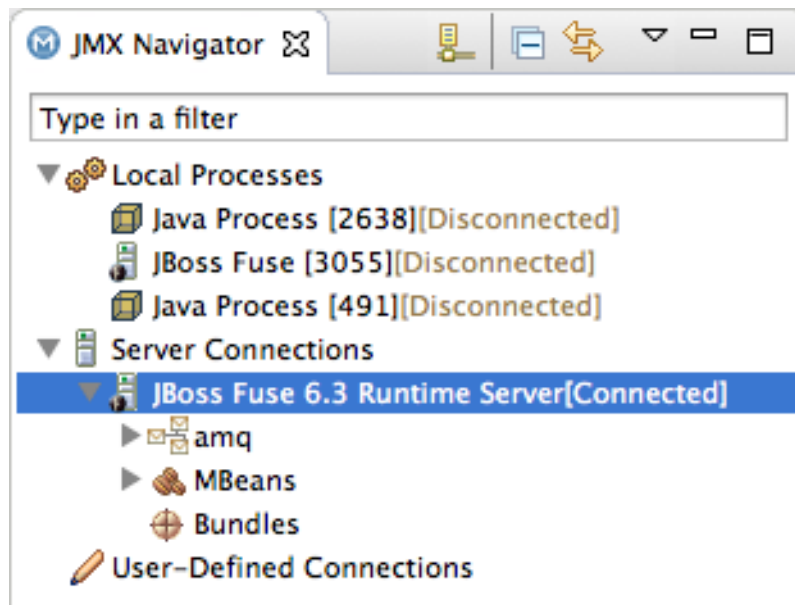 JMX Navigator
Type in a filter
Local Processes
Java Process [2638][Disconnected]
JBoss Fuse [3055][Disconnected]
Java Process [491][Disconnected]
Server Connections
JBoss Fuse 6.3 Runtime Server[Connected]
amq
MBeans
Bundles
User-Defined Connections